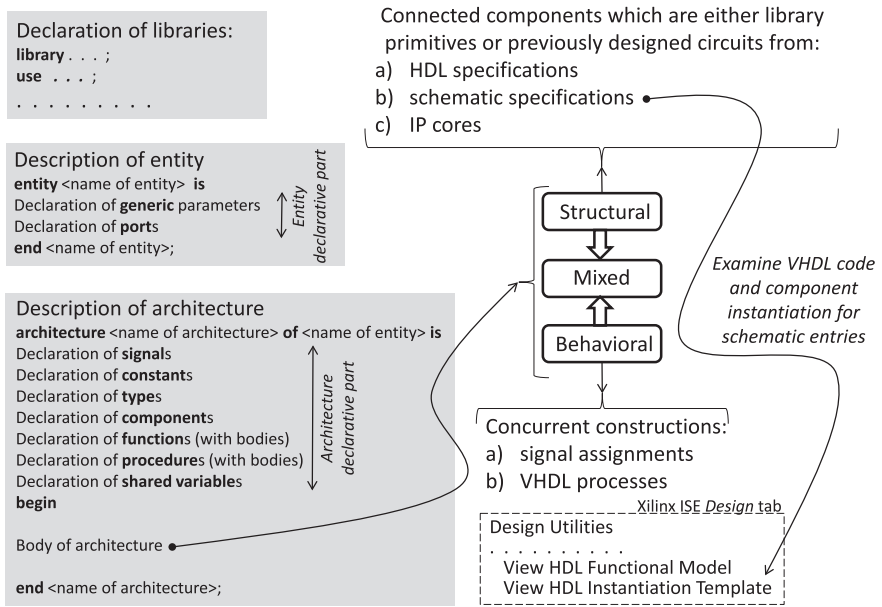 Declaration of libraries:
library . . . ;
use . . . ;
. . . . . . . . .
Description of entity
entity <name of entity> is
Declaration of generic parameters
Declaration of ports
end <name of entity>;
Entity
declarative part
Description of architecture
architecture <name of architecture> of <name of entity> is
Declaration of signals
Declaration of constants
Declaration of types
Declaration of components
Declaration of functions (with bodies)
Declaration of procedures (with bodies)
Declaration of shared variables
begin
Architecture
declarative part
Body of architecture
end <name of architecture>;
Connected components which are either library
primitives or previously designed circuits from:
a) HDL specifications
b) schematic specifications
c) IP cores
Structural
Mixed
Behavioral
Examine VHDL code
and component
instantiation for
schematic entries
Concurrent constructions:
a) signal assignments
b) VHDL processes
Xilinx ISE Design tab
Design Utilities
. . . . . . . . . .
View HDL Functional Model
View HDL Instantiation Template